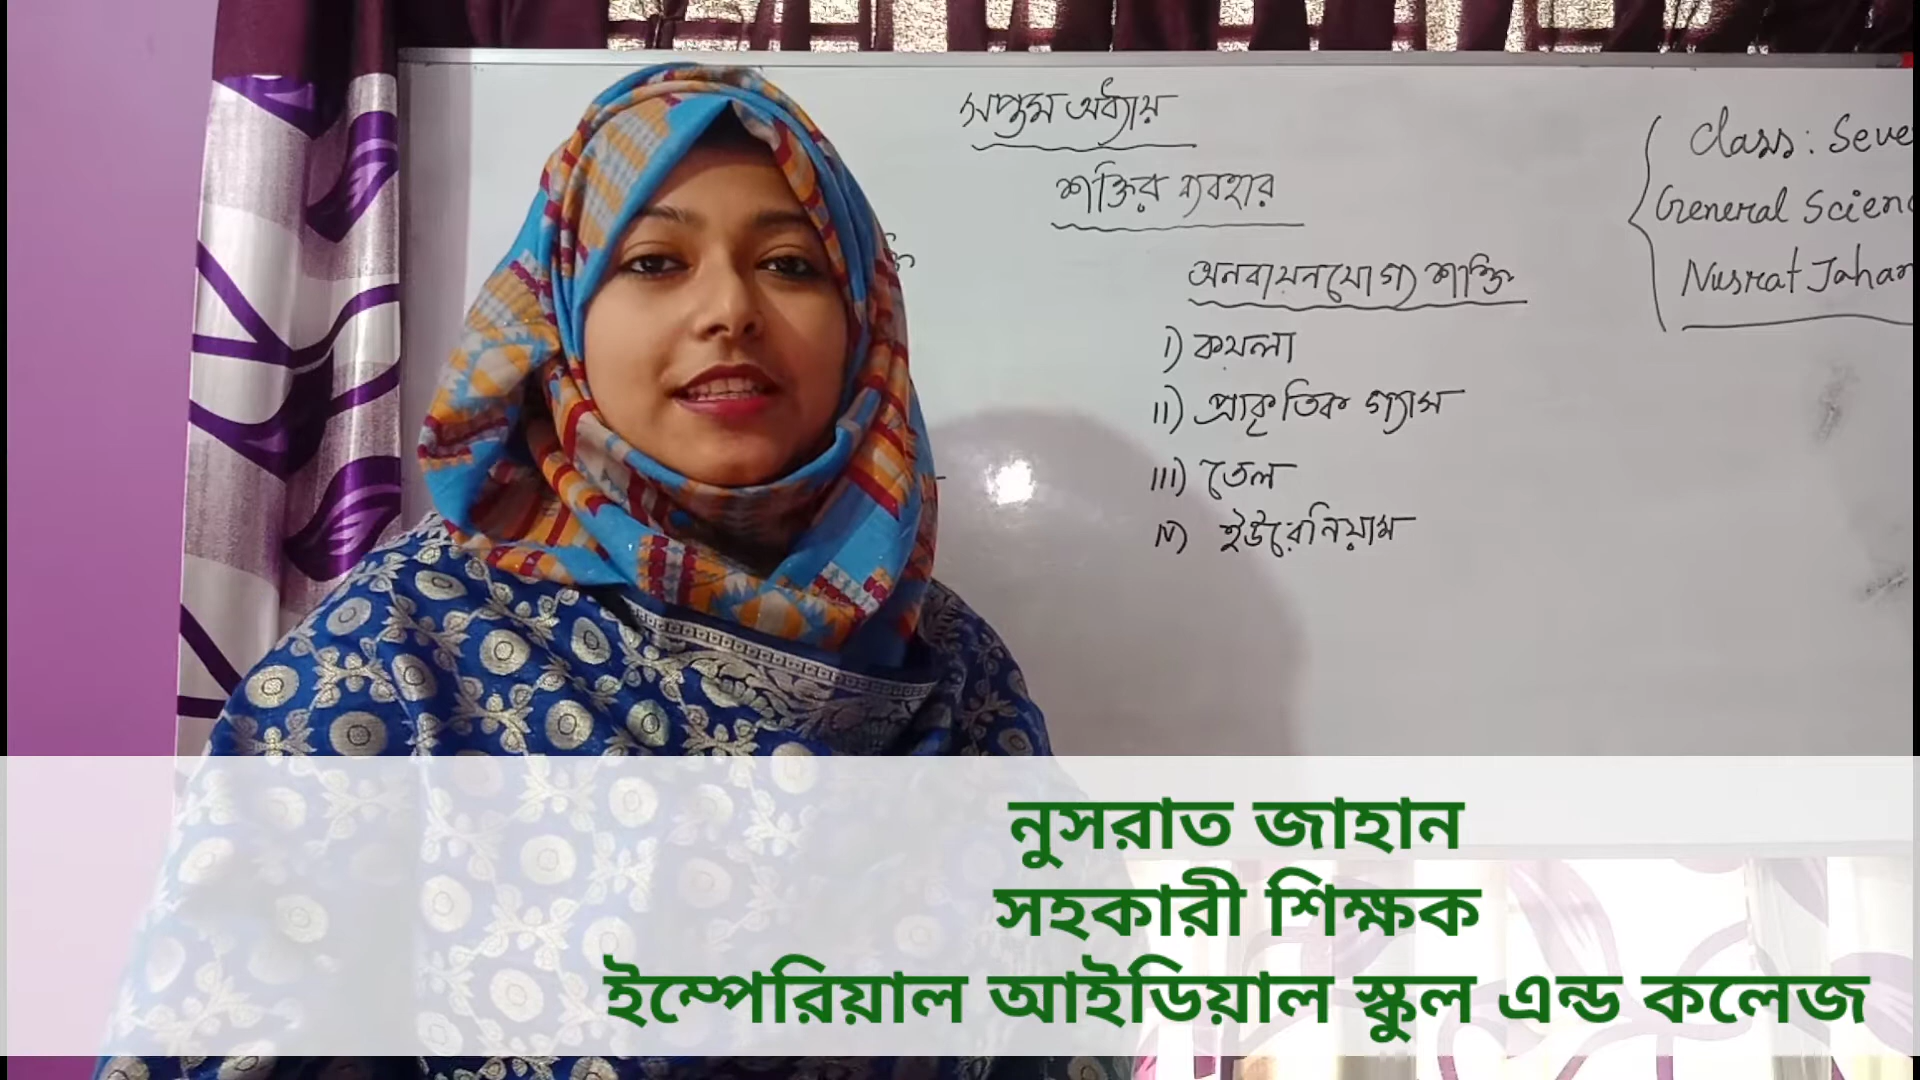 সপ্তম অধ্যায়
শক্তির ব্যবহার
অনবায়নযোগ্য শক্তি
i) কয়লা
ii) প্রাকৃতিক গ্যাস
iii) তেল
iv) ইউরেনিয়াম
Class: Seve
General Scienc
Nusrat Jahan
নুসরাত জাহান
সহকারী শিক্ষক
ইম্পেরিয়াল আইডিয়াল স্কুল এন্ড কলেজ